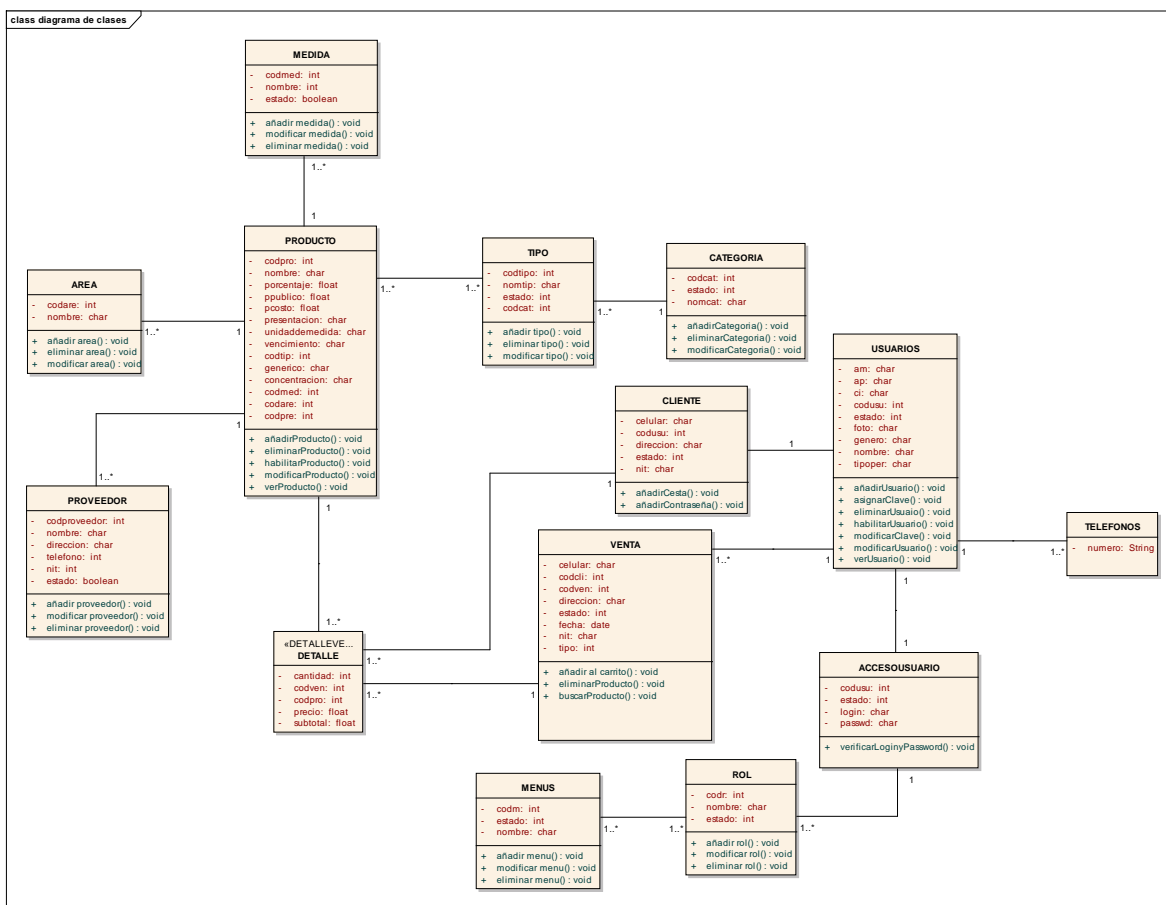 class diagrama de clases
MEDIDA
- codmed: int
- nombre: int
- estado: boolean
+ añadir medida() : void
+ modificar medida() : void
+ eliminar medida() : void
1..*
1
PRODUCTO
- codpro: int
- nombre: char
- porcentaje: float
- ppublico: float
- pcosto: float
- presentacion: char
- unidaddemedida: char
- vencimiento: char
- codtip: int
- generico: char
- concentracion: char
- codmed: int
- codare: int
- codpre: int
+ añadirProducto() : void
+ eliminarProducto() : void
+ habilitarProducto() : void
+ modificarProducto() : void
+ verProducto() : void
1..*
1..*
TIPO
- codtipo: int
- nomtip: char
- estado: int
- codcat: int
+ añadir tipo() : void
+ eliminar tipo() : void
+ modificar tipo() : void
1..*
1
CATEGORIA
- codcat: int
- estado: int
- nomcat: char
+ añadirCategoria() : void
+ eliminarCategoria() : void
+ modificarCategoria() : void
AREA
- codare: int
- nombre: char
+ añadir area() : void
+ eliminar area() : void
+ modificar area() : void
1..*
1
1
1..*
PROVEEDOR
- codproveedor: int
- nombre: char
- direccion: char
- telefono: int
- nit: int
- estado: boolean
+ añadir proveedor() : void
+ modificar proveedor() : void
+ eliminar proveedor() : void
USUARIOS
- am: char
- ap: char
- ci: char
- codusu: int
- estado: int
- foto: char
- genero: char
- nombre: char
- tipoper: char
+ añadirUsuario() : void
+ asignarClave() : void
+ eliminarUsuaio() : void
+ habilitarUsuario() : void
+ modificarClave() : void
+ modificarUsuario() : void
+ verUsuario() : void
CLIENTE
- celular: char
- codusu: int
- direccion: char
- estado: int
- nit: char
+ añadirCesta() : void
+ añadirContraseña() : void
1
1
TELEFONOS
- numero: String
1
1..*
VENTA
- celular: char
- codcli: int
- codven: int
- direccion: char
- estado: int
- fecha: date
- nit: char
- tipo: int
+ añadir al carrito() : void
+ eliminarProducto() : void
+ buscarProducto() : void
1..*
1
1
1..*
«DETALLEVE...
DETALLE
- cantidad: int
- codven: int
- codpro: int
- precio: float
- subtotal: float
1..*
1..*
1
1
1
ACCESOUSUARIO
- codusu: int
- estado: int
- login: char
- passwd: char
+ verificarLoginyPassword() : void
1
MENUS
- codm: int
- estado: int
- nombre: char
+ añadir menu() : void
+ modificar menu() : void
+ eliminar menu() : void
1..*
1..*
ROL
- codr: int
- nombre: char
- estado: int
+ añadir rol() : void
+ modificar rol() : void
+ eliminar rol() : void
1..*